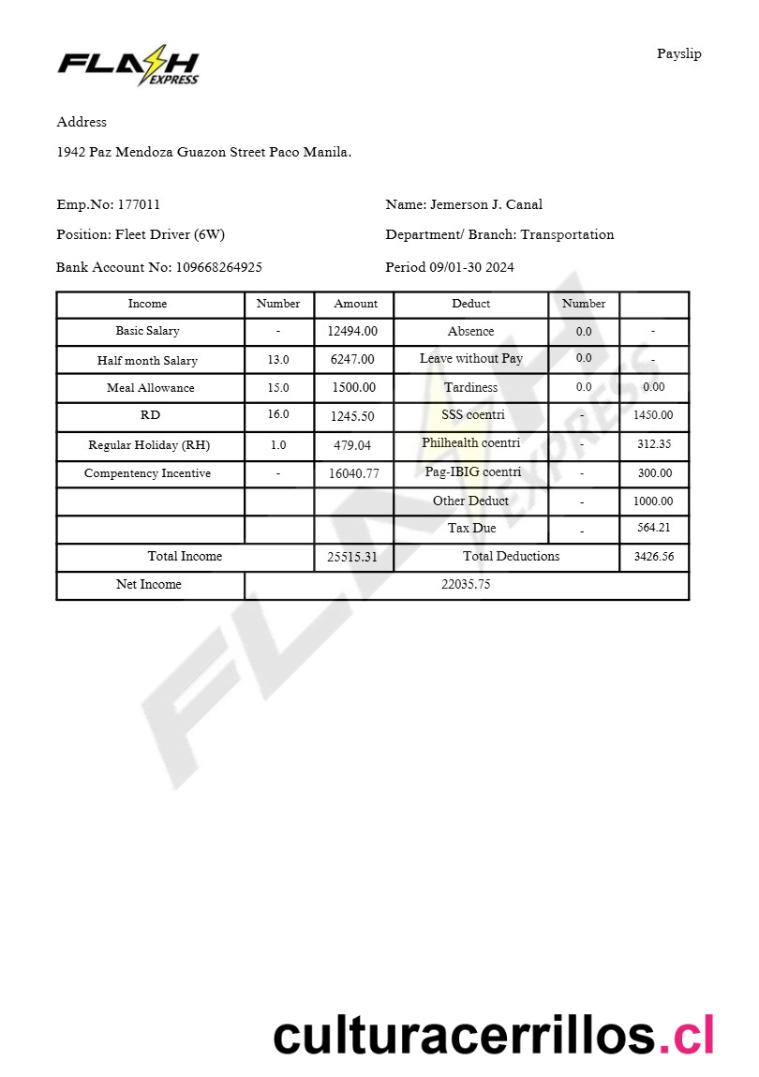 FLASH EXPRESS
Payslip
Address
1942 Paz Mendoza Guazon Street Paco Manila.
Emp.No: 177011 Name: Jemerson J. Canal
Position: Fleet Driver (6W) Department/ Branch: Transportation
Bank Account No: 109668264925 Period 09/01-30 2024
Income Number Amount Deduct Number
Basic Salary - 12494.00 Absence 0.0 -
Half month Salary 13.0 6247.00 Leave without Pay 0.0 -
Meal Allowance 15.0 1500.00 Tardiness 0.0 0.00
RD 16.0 1245.50 SSS coentri - 1450.00
Regular Holiday (RH) 1.0 479.04 Philhealth coentri - 312.35
Compentency Incentive - 16040.77 Pag-IBIG coentri - 300.00
Other Deduct - 1000.00
Tax Due - 564.21
Total Income 25515.31 Total Deductions 3426.56
Net Income 22035.75
FLASH EXPRESS
culturacerrillos.cl